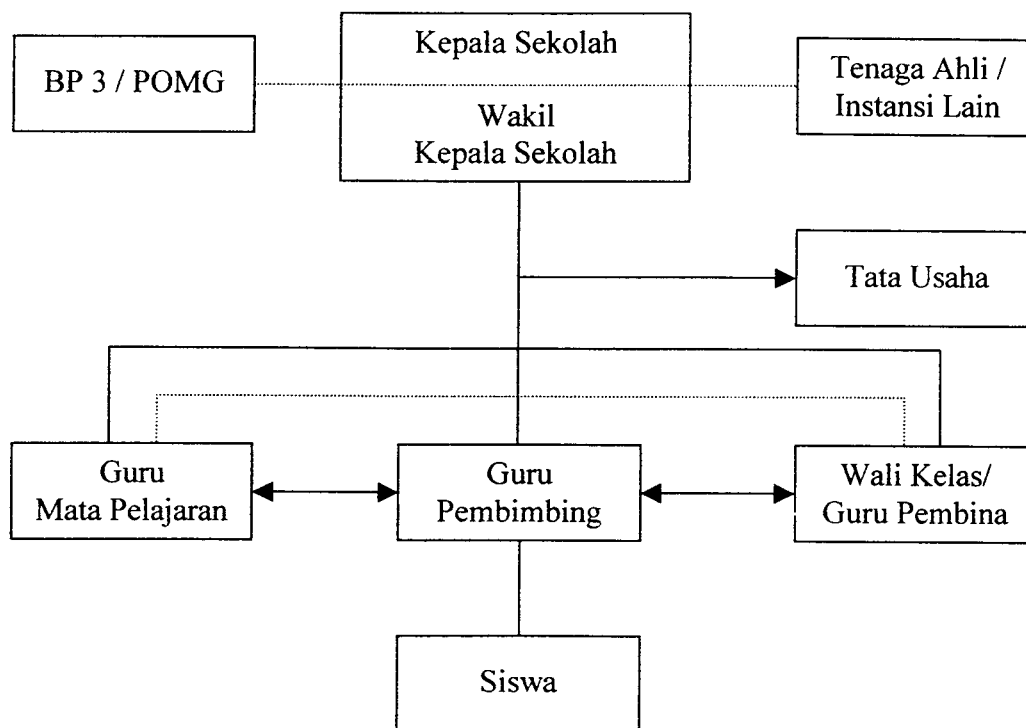 Kepala Sekolah
BP 3 / POMG
Tenaga Ahli /
Instansi Lain
Wakil
Kepala Sekolah
Tata Usaha
Guru
Mata Pelajaran
Guru
Pembimbing
Wali Kelas/
Guru Pembina
Siswa